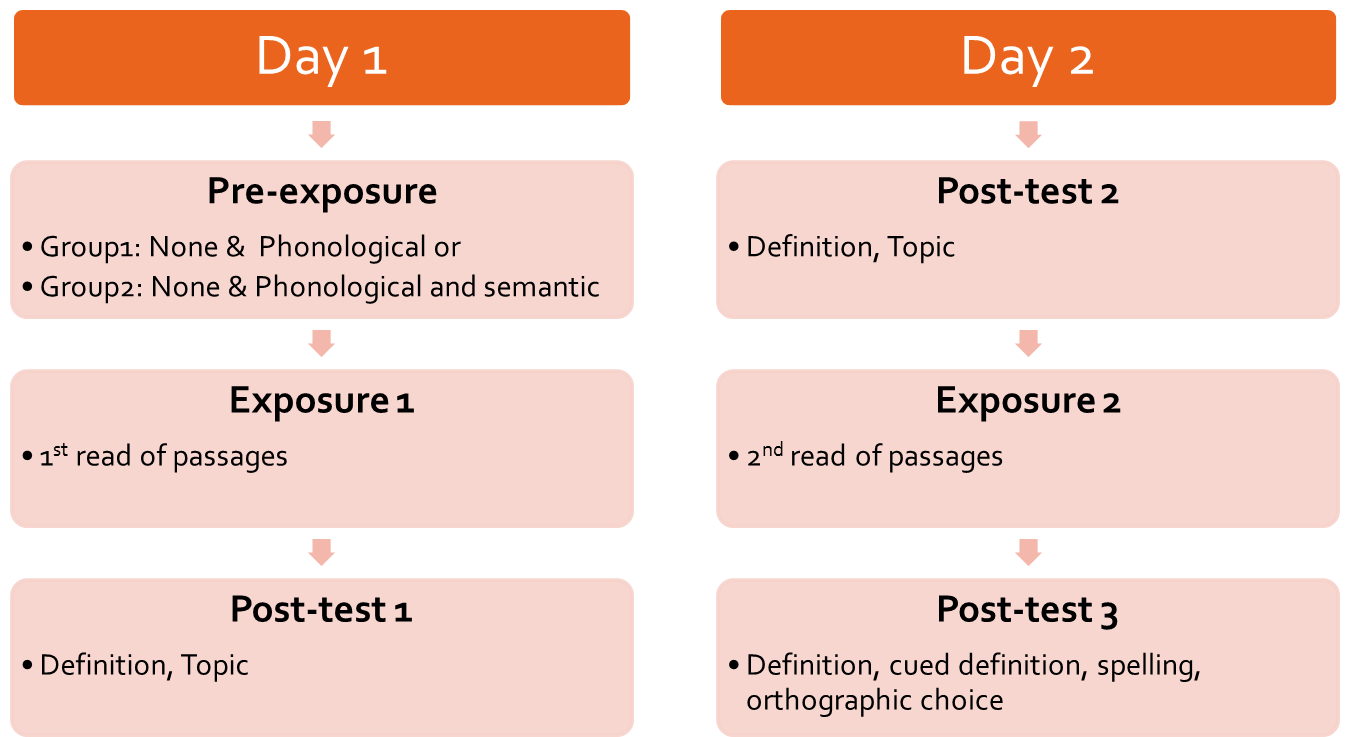 Day 1
Pre-exposure
• Group1: None & Phonological or
• Group2: None & Phonological and semantic
Exposure 1
• 1st read of passages
Post-test 1
• Definition, Topic
Day 2
Post-test 2
• Definition, Topic
Exposure 2
• 2nd read of passages
Post-test 3
• Definition, cued definition, spelling,
orthographic choice